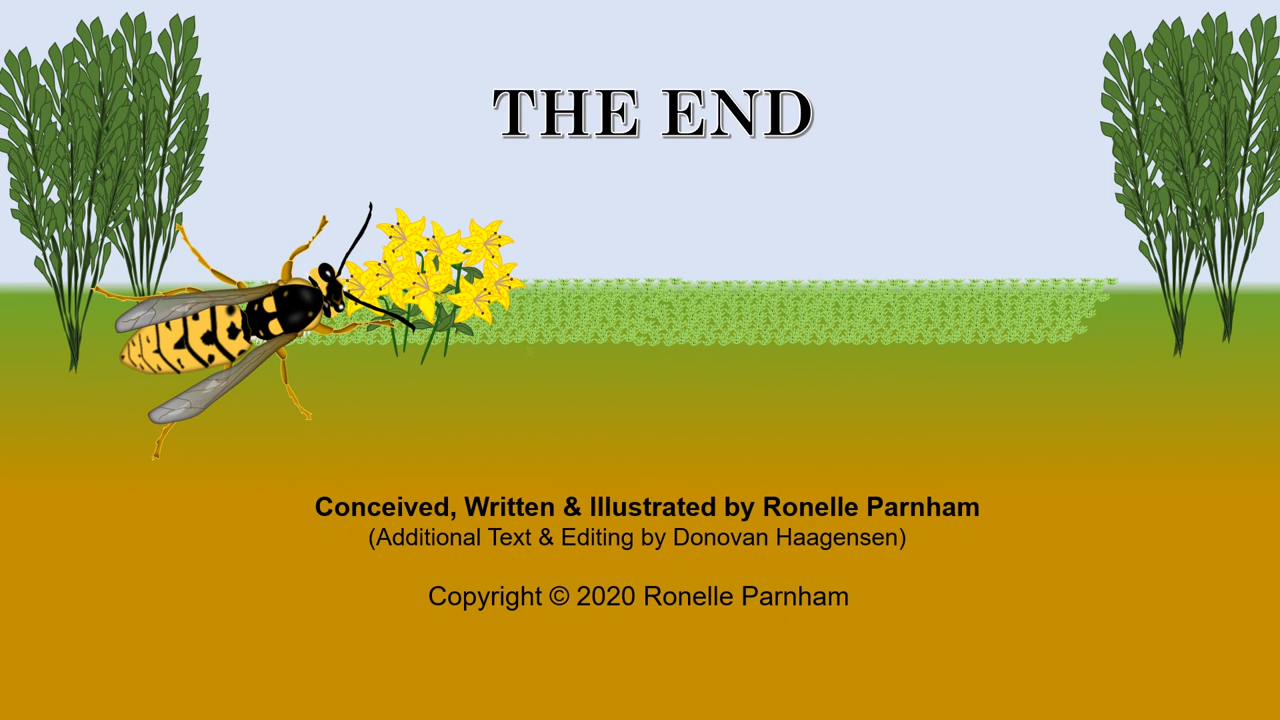 THE END
Conceived, Written & Illustrated by Ronelle Parnham
(Additional Text & Editing by Donovan Haagensen)
Copyright © 2020 Ronelle Parnham